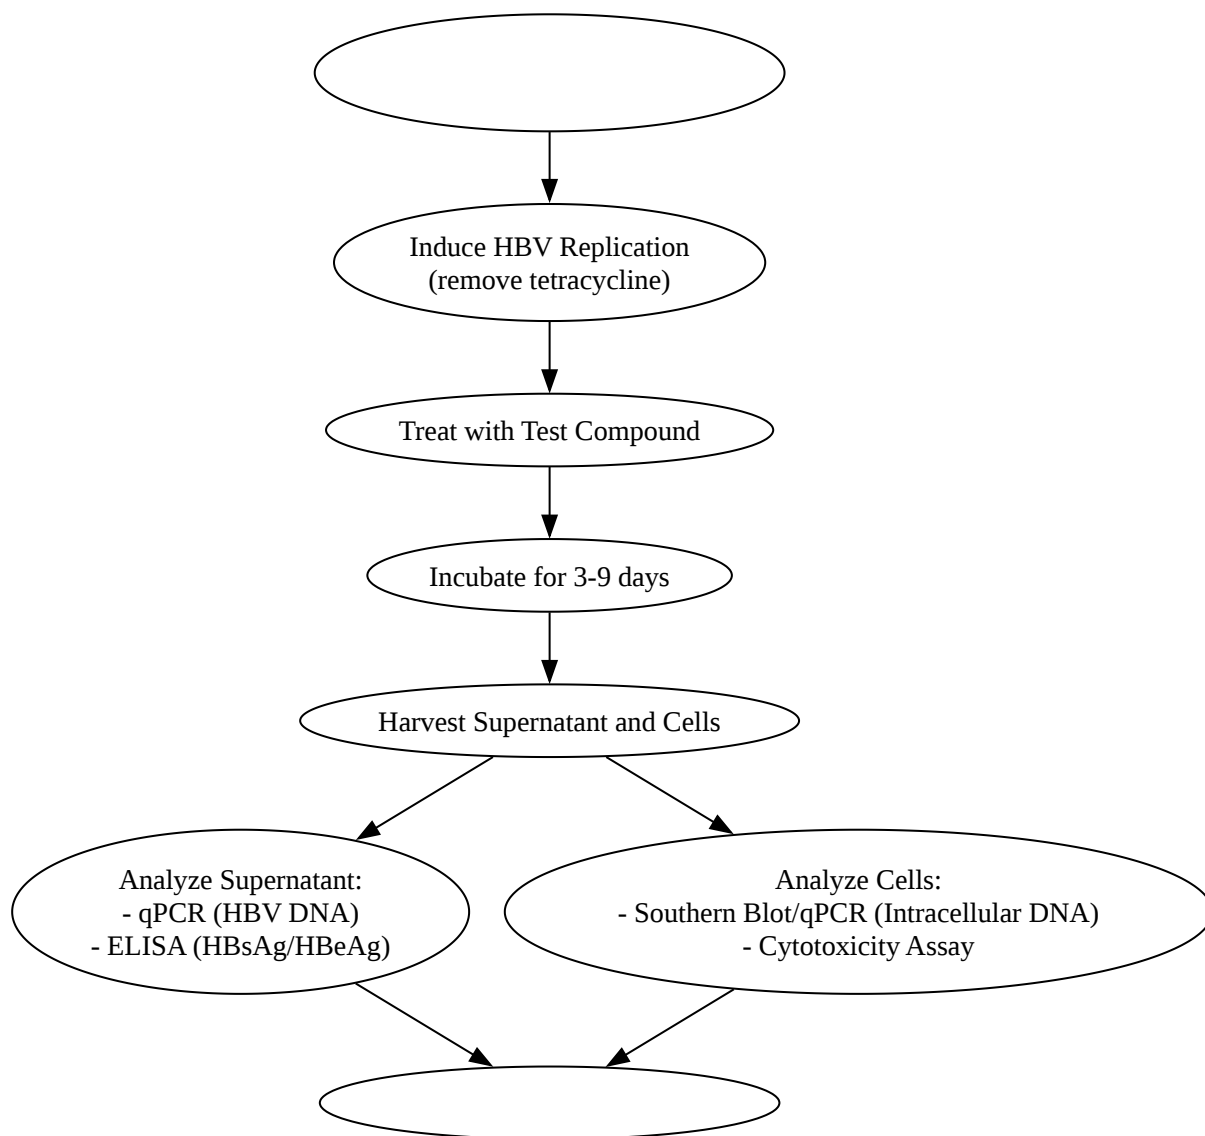 Induce HBV Replication
(remove tetracycline)
Treat with Test Compound
Incubate for 3-9 days
Harvest Supernatant and Cells
Analyze Supernatant:
- qPCR (HBV DNA)
- ELISA (HBsAg/HBeAg)
Analyze Cells:
- Southern Blot/qPCR (Intracellular DNA)
- Cytotoxicity Assay